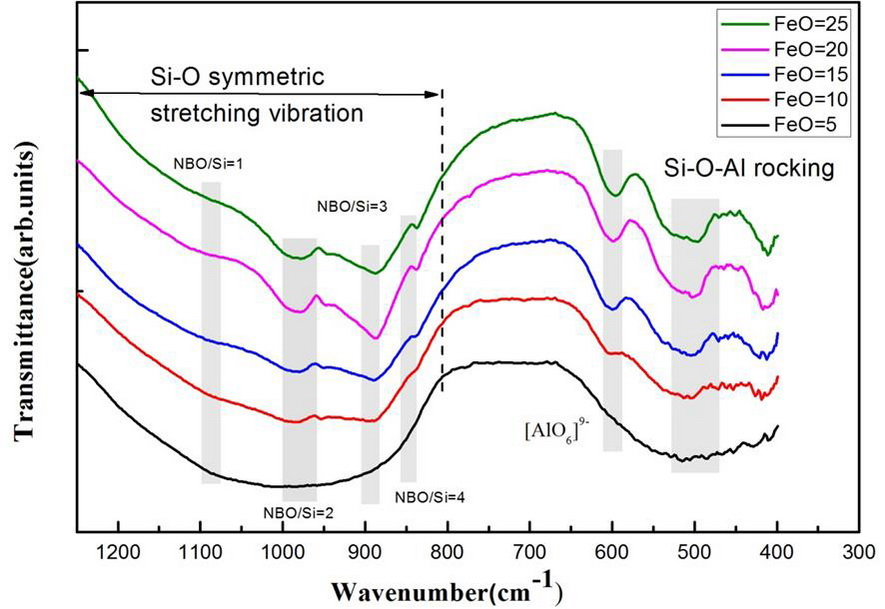 FeO=25
FeO=20
FeO=15
FeO=10
FeO=5
Si-O symmetric
stretching vibration
NBO/Si=1
NBO/Si=3
Si-O-Al rocking
[AlO₆]⁹⁻
NBO/Si=4
NBO/Si=2
Transmittance(arb.units)
1200 1100 1000 900 800 700 600 500 400 300
Wavenumber(cm⁻¹)